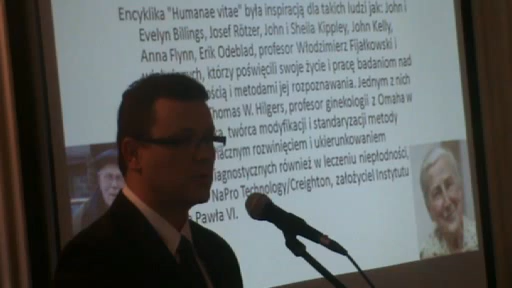 Encyklika "Humanae vitae" była inspiracją dla takich ludzi jak: John i
Evelyn Billings, Josef Rötzer, John i Sheila Kippley, John Kelly,
Anna Flynn, Erik Odeblad, profesor Włodzimierz Fijałkowski i
którzy poświęcili swoje życie i pracę badaniom nad
ścią i metodami jej rozpoznawania. Jednym z nich
Thomas W. Hilgers, profesor ginekologii z Omaha w
twórca modyfikacji i standaryzacji metody
znacznym rozwinięciem i ukierunkowaniem
diagnostycznych również w leczeniu niepłodności,
NaPro Technology/Creighton, założyciel Instytutu
Pawła VI.